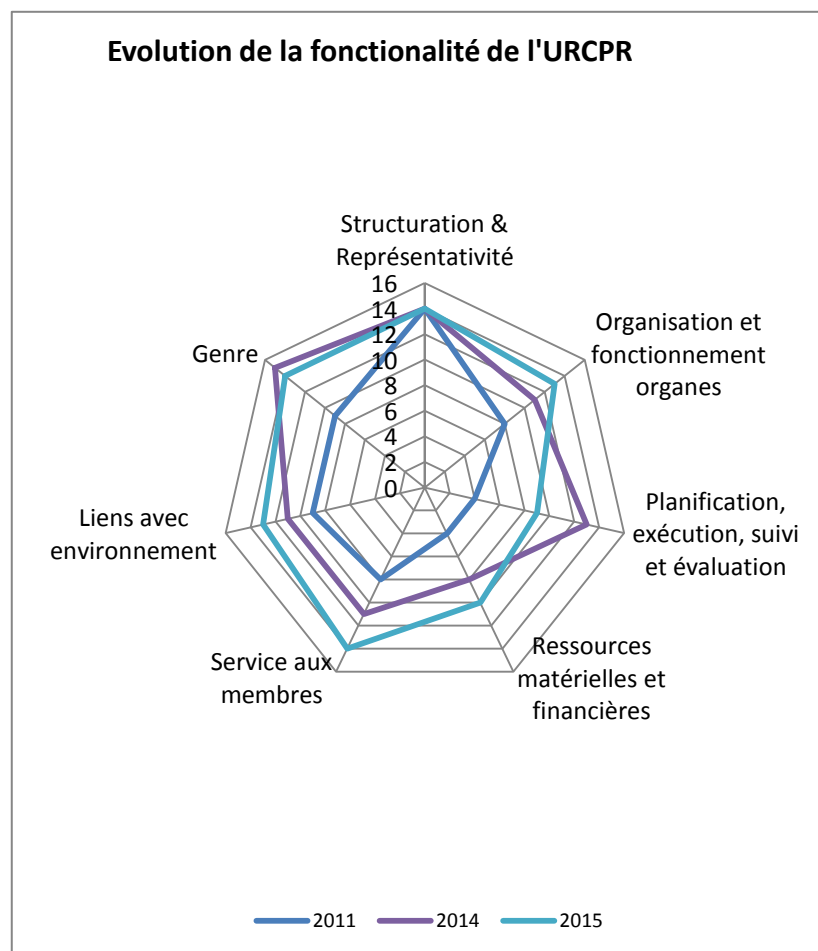 Evolution de la fonctionalité de l'URCPR
Structuration &
Représentativité
16
14
12
10
8
6
4
2
0
Organisation et
fonctionnement
organes
Planification,
exécution, suivi
et évaluation
Ressources
matérielles et
financières
Service aux
membres
Liens avec
environnement
Genre
2011 2014 2015